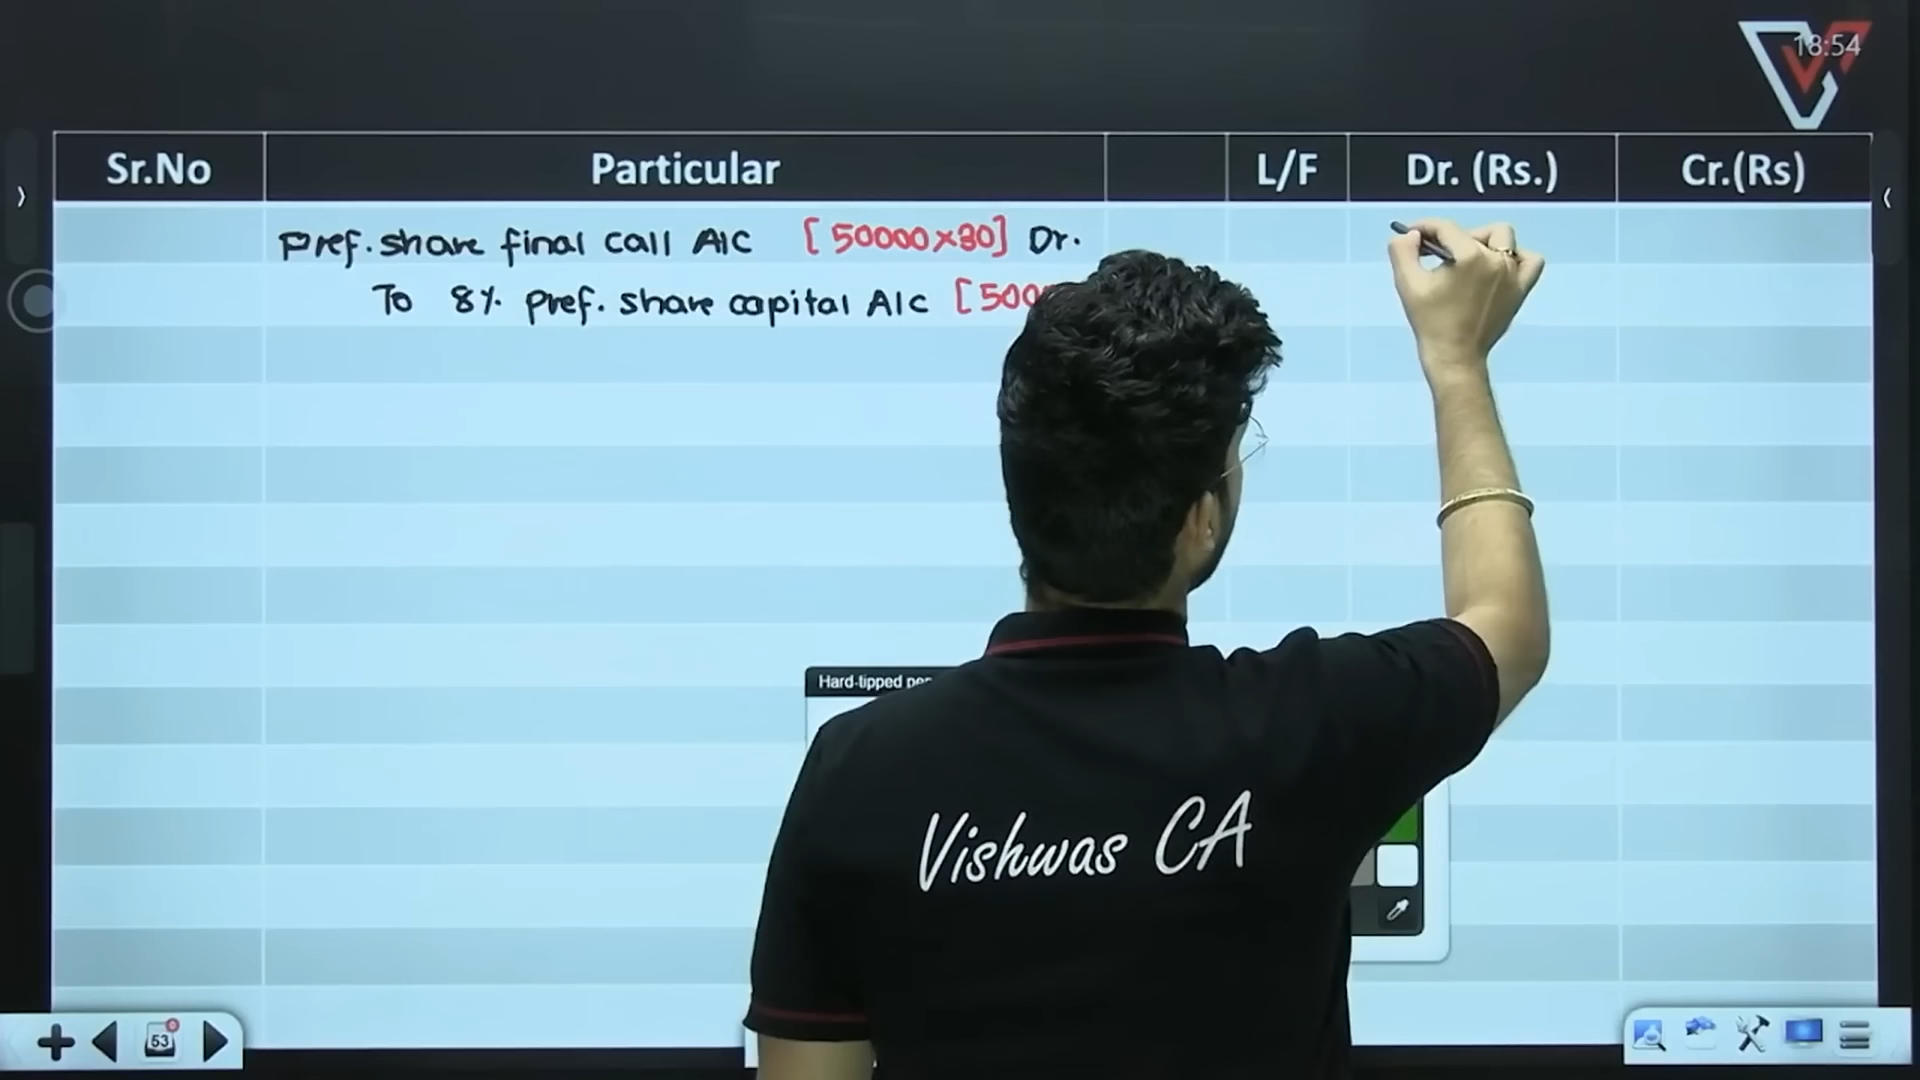 18:54
Sr.No Particular L/F Dr. (Rs.) Cr.(Rs)
Pref. share final call A/C [50000×30] Dr.
To 8% pref. share capital A/C [500
Hard-tipped pen
Vishwas CA
53